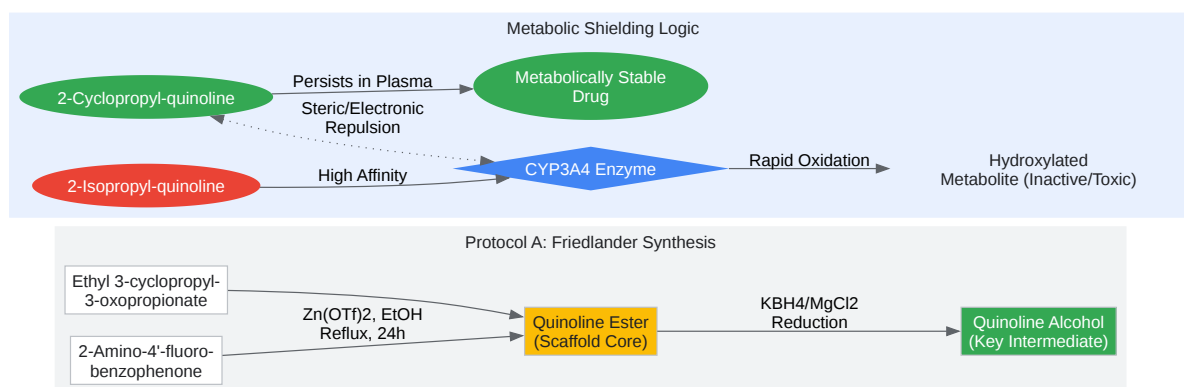 Metabolic Shielding Logic
2-Cyclopropyl-quinoline
Persists in Plasma
Metabolically Stable
Drug
Steric/Electronic
Repulsion
2-Isopropyl-quinoline
High Affinity
CYP3A4 Enzyme
Rapid Oxidation
Hydroxylated
Metabolite (Inactive/Toxic)
Protocol A: Friedlander Synthesis
Ethyl 3-cyclopropyl-
3-oxopropionate
2-Amino-4'-fluoro-
benzophenone
Zn(OTf)2, EtOH
Reflux, 24h
Quinoline Ester
(Scaffold Core)
KBH4/MgCl2
Reduction
Quinoline Alcohol
(Key Intermediate)